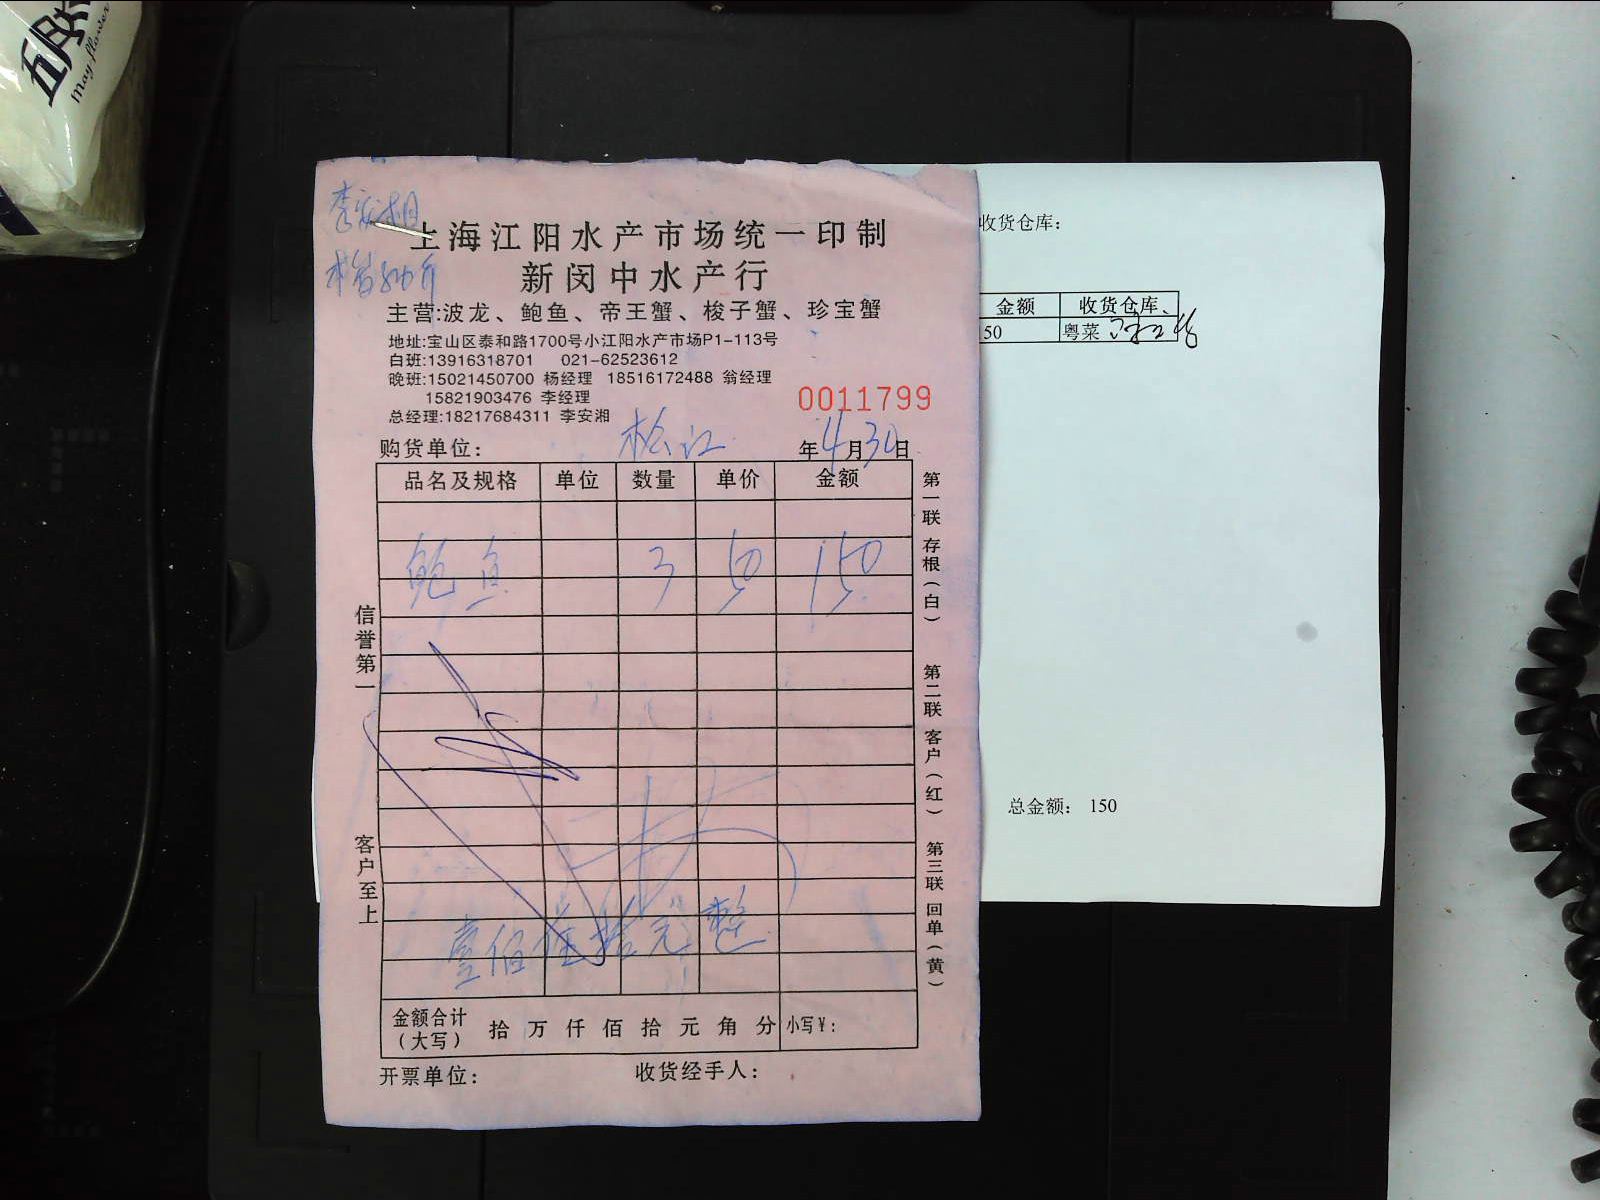 五月花
May flower
李安湘
上海江阳水产市场统一印制
新闵中水产行
主营:波龙、鲍鱼、帝王蟹、梭子蟹、珍宝蟹
地址:宝山区泰和路1700号小江阳水产市场P1-113号
白班:13916318701 021-62523612
晚班:15021450700 杨经理 18516172488 翁经理
15821903476 李经理
总经理:18217684311 李安湘
0011799
购货单位: 松江 年4月30日
品名及规格 单位 数量 单价 金额
鲍鱼 3 50 150
壹佰伍拾元整
金额合计(大写) 拾 万 仟 佰 拾 元 角 分 小写¥:
开票单位: 收货经手人:
信誉第一 客户至上
第一联 存根(白) 第二联 客户(红) 第三联 回单(黄)
收货仓库:
金额 收货仓库
50 粤菜
总金额: 150